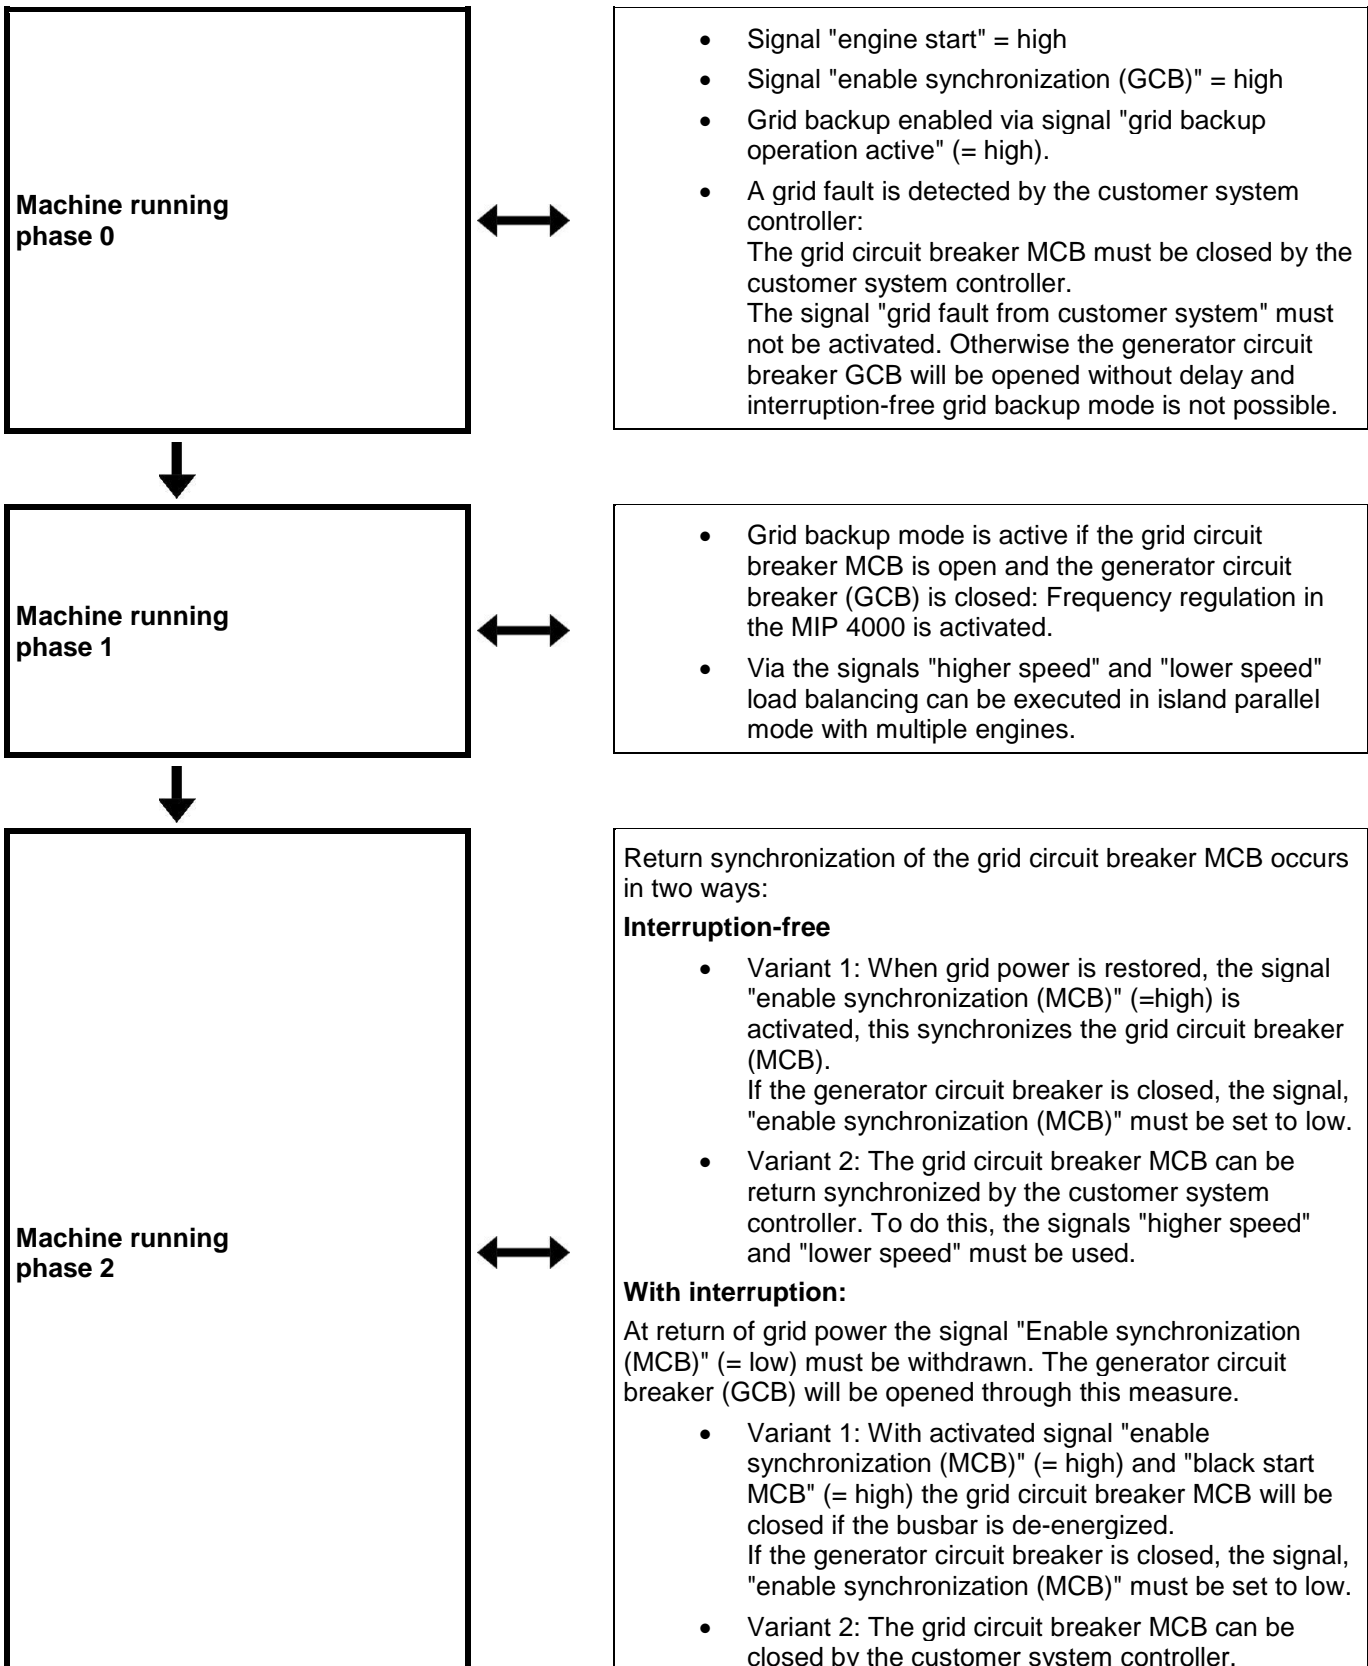 Machine running
phase 0
• Signal "engine start" = high
• Signal "enable synchronization (GCB)" = high
• Grid backup enabled via signal "grid backup
operation active" (= high).
• A grid fault is detected by the customer system
controller:
The grid circuit breaker MCB must be closed by the
customer system controller.
The signal "grid fault from customer system" must
not be activated. Otherwise the generator circuit
breaker GCB will be opened without delay and
interruption-free grid backup mode is not possible.
Machine running
phase 1
• Grid backup mode is active if the grid circuit
breaker MCB is open and the generator circuit
breaker (GCB) is closed: Frequency regulation in
the MIP 4000 is activated.
• Via the signals "higher speed" and "lower speed"
load balancing can be executed in island parallel
mode with multiple engines.
Machine running
phase 2
Return synchronization of the grid circuit breaker MCB occurs
in two ways:
Interruption-free
• Variant 1: When grid power is restored, the signal
"enable synchronization (MCB)" (=high) is
activated, this synchronizes the grid circuit breaker
(MCB).
If the generator circuit breaker is closed, the signal,
"enable synchronization (MCB)" must be set to low.
• Variant 2: The grid circuit breaker MCB can be
return synchronized by the customer system
controller. To do this, the signals "higher speed"
and "lower speed" must be used.
With interruption:
At return of grid power the signal "Enable synchronization
(MCB)" (= low) must be withdrawn. The generator circuit
breaker (GCB) will be opened through this measure.
• Variant 1: With activated signal "enable
synchronization (MCB)" (= high) and "black start
MCB" (= high) the grid circuit breaker MCB will be
closed if the busbar is de-energized.
If the generator circuit breaker is closed, the signal,
"enable synchronization (MCB)" must be set to low.
• Variant 2: The grid circuit breaker MCB can be
closed by the customer system controller.